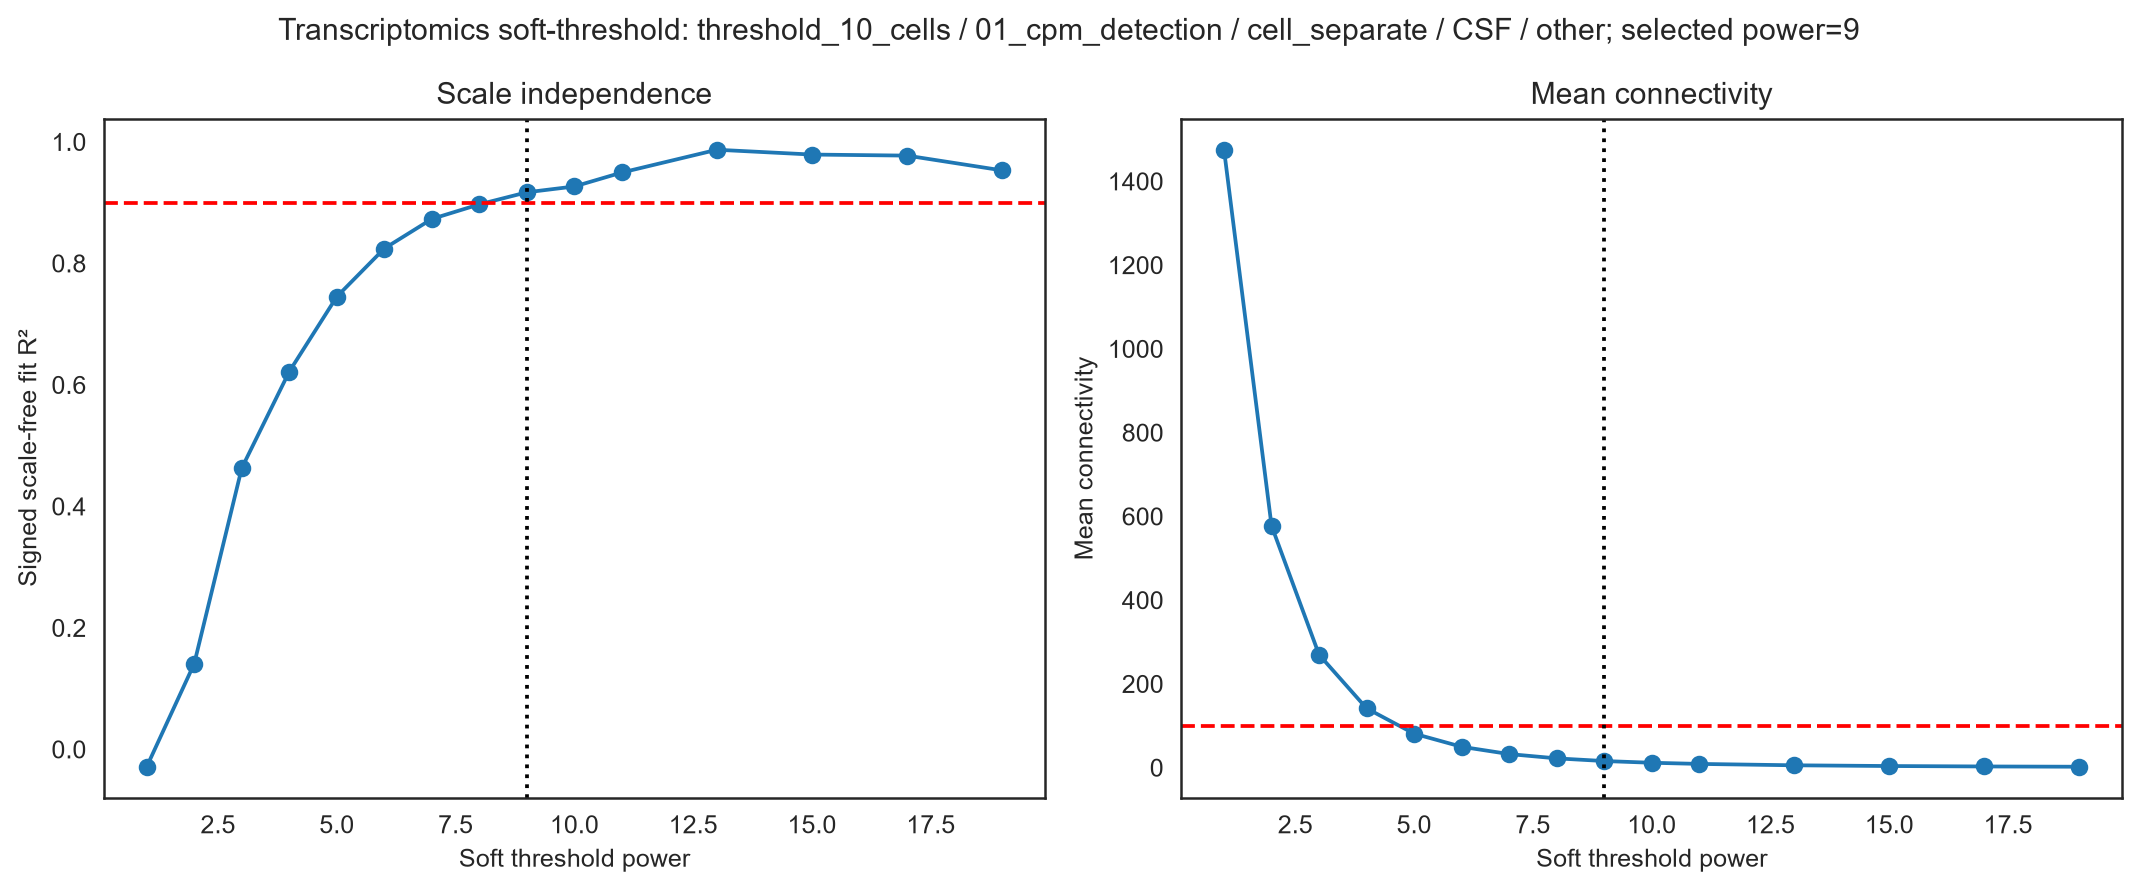 Transcriptomics soft-threshold: threshold_10_cells / 01_cpm_detection / cell_separate / CSF / other; selected power=9
Scale independence
Signed scale-free fit R²
1.0
0.8
0.6
0.4
0.2
0.0
2.5 5.0 7.5 10.0 12.5 15.0 17.5
Soft threshold power
Mean connectivity
Mean connectivity
1400
1200
1000
800
600
400
200
0
2.5 5.0 7.5 10.0 12.5 15.0 17.5
Soft threshold power